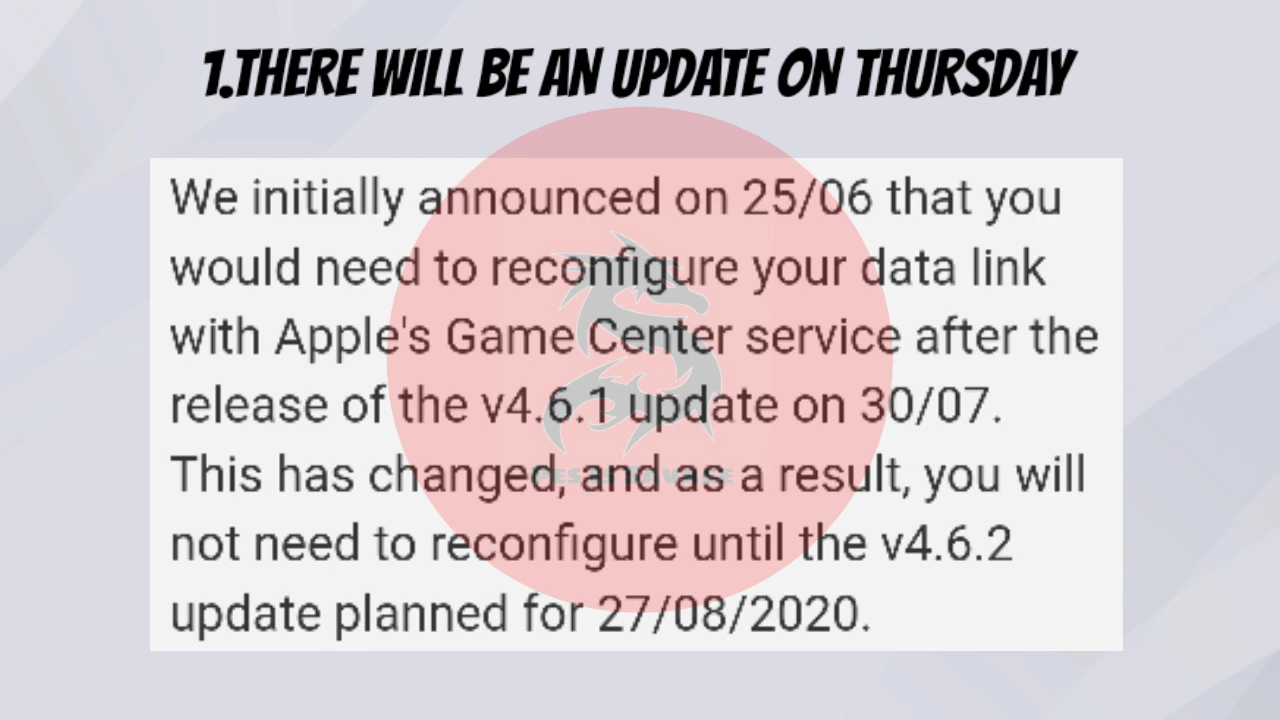 1.THERE WILL BE AN UPDATE ON THURSDAY
We initially announced on 25/06 that you
would need to reconfigure your data link
with Apple's Game Center service after the
release of the v4.6.1 update on 30/07.
This has changed, and as a result, you will
not need to reconfigure until the v4.6.2
update planned for 27/08/2020.